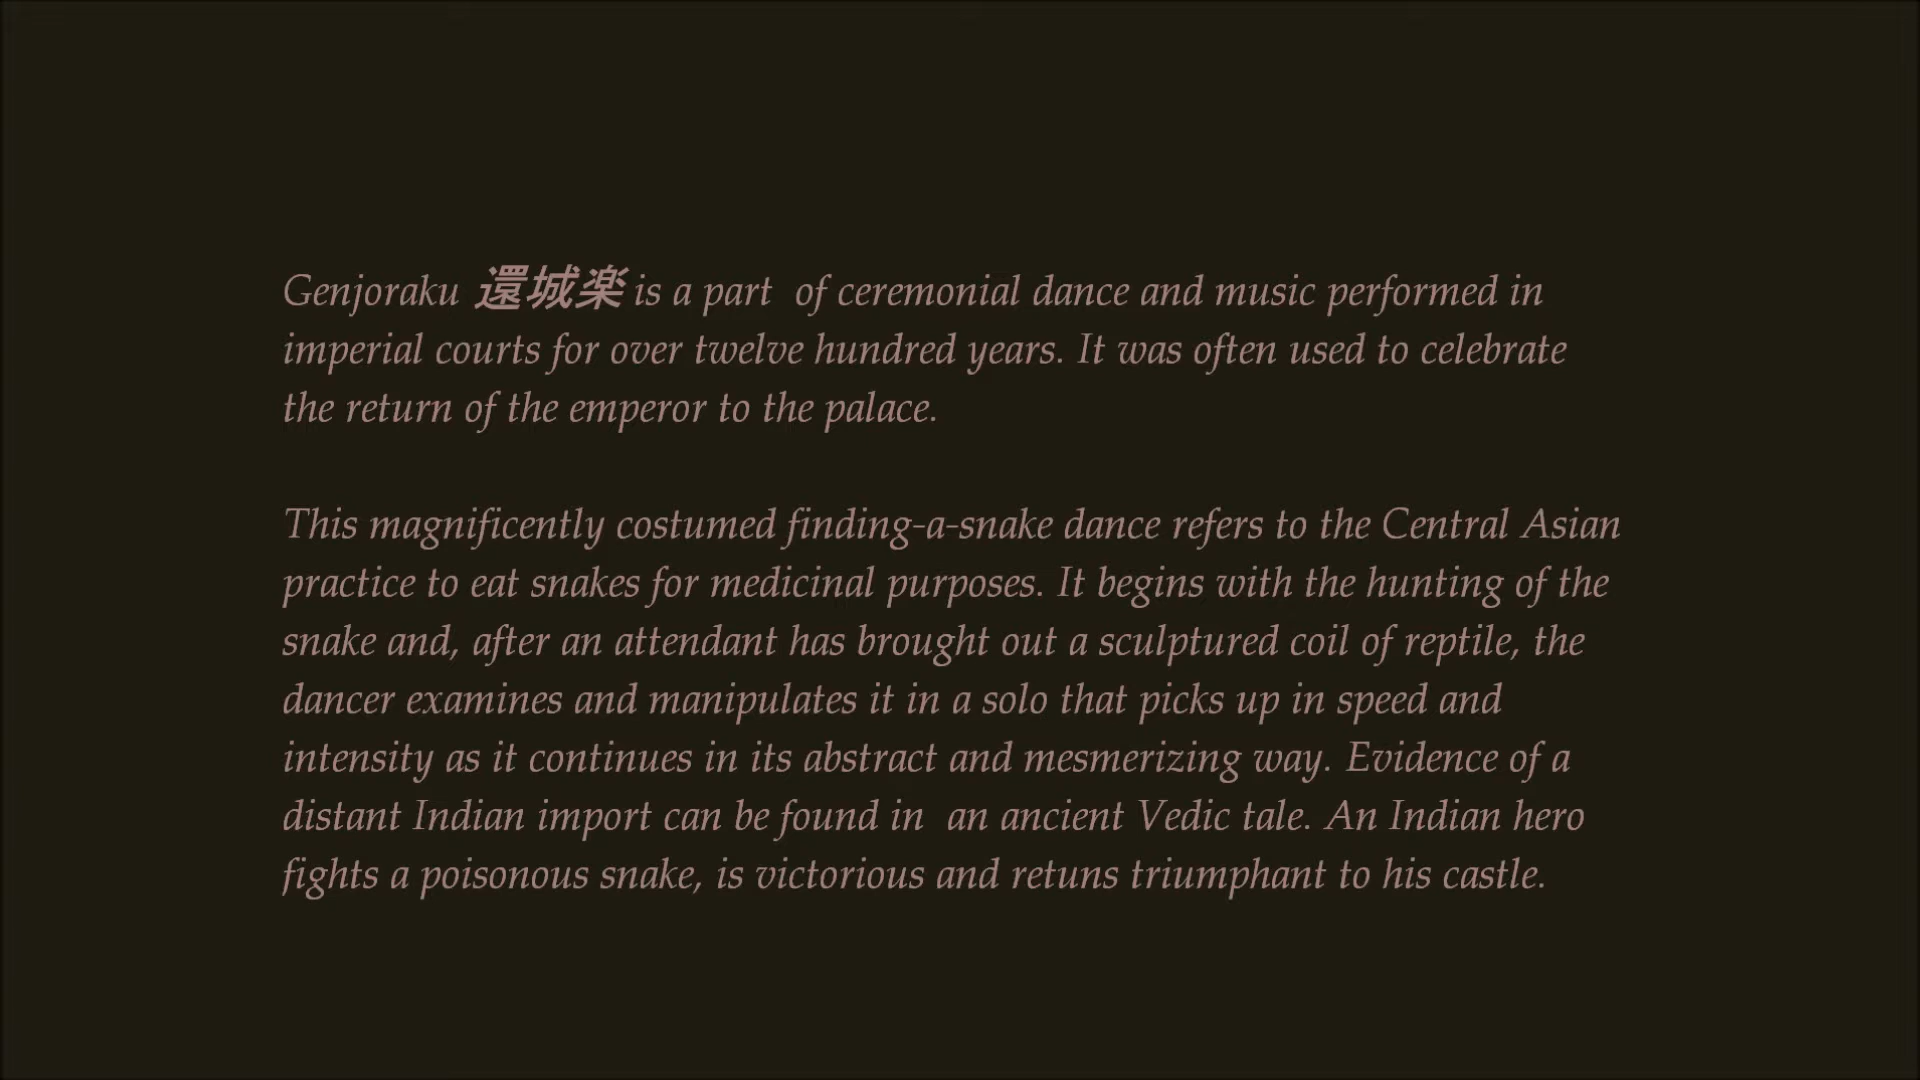 Genjoraku 還城楽 is a part  of ceremonial dance and music performed in
imperial courts for over twelve hundred years. It was often used to celebrate
the return of the emperor to the palace.
This magnificently costumed finding-a-snake dance refers to the Central Asian
practice to eat snakes for medicinal purposes. It begins with the hunting of the
snake and, after an attendant has brought out a sculptured coil of reptile, the
dancer examines and manipulates it in a solo that picks up in speed and
intensity as it continues in its abstract and mesmerizing way. Evidence of a
distant Indian import can be found in  an ancient Vedic tale. An Indian hero
fights a poisonous snake, is victorious and retuns triumphant to his castle.